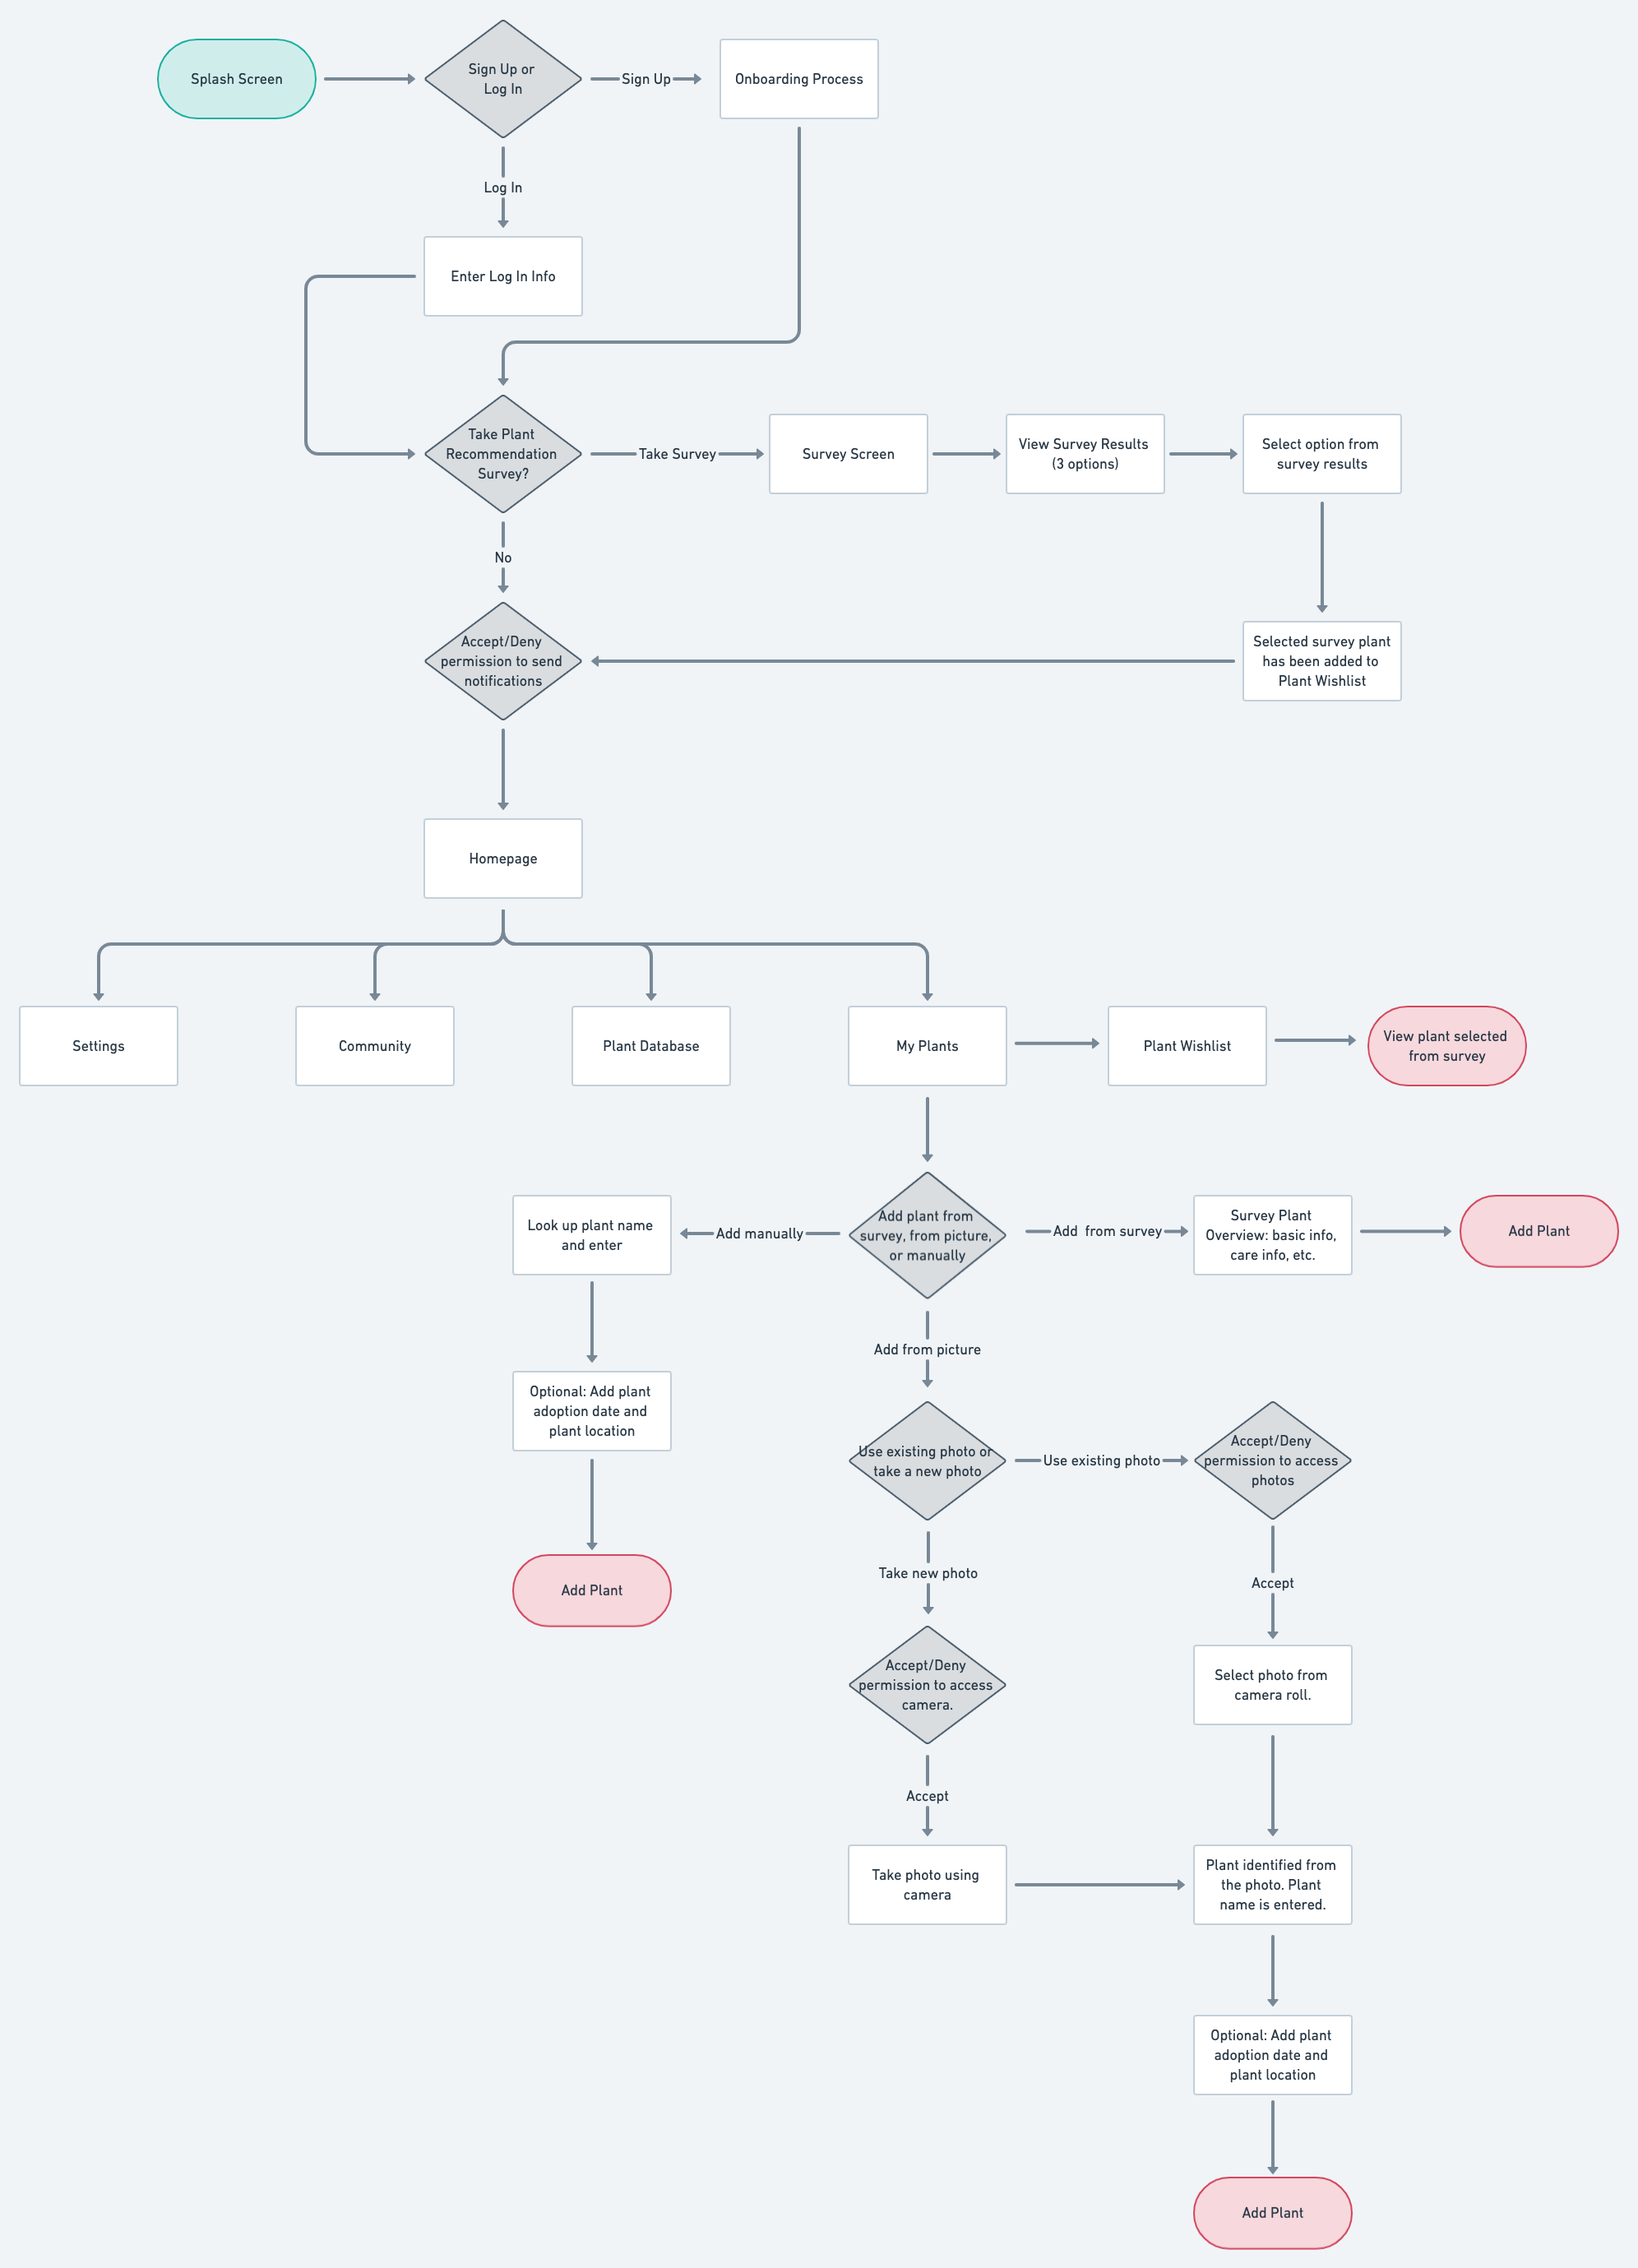 Splash Screen
Sign Up or
Log In
Sign Up
Onboarding Process
Log In
Enter Log In Info
Take Plant
Recommendation
Survey?
Take Survey
Survey Screen
View Survey Results
(3 options)
Select option from
survey results
No
Accept/Deny
permission to send
notifications
Selected survey plant
has been added to
Plant Wishlist
Homepage
Settings
Community
Plant Database
My Plants
Plant Wishlist
View plant selected
from survey
Look up plant name
and enter
Add manually
Add plant from
survey, from picture,
or manually
Add from survey
Survey Plant
Overview: basic info,
care info, etc.
Add Plant
Add from picture
Optional: Add plant
adoption date and
plant location
Use existing photo or
take a new photo
Use existing photo
Accept/Deny
permission to access
photos
Add Plant
Take new photo
Accept
Accept/Deny
permission to access
camera.
Select photo from
camera roll.
Accept
Take photo using
camera
Plant identified from
the photo. Plant
name is entered.
Optional: Add plant
adoption date and
plant location
Add Plant